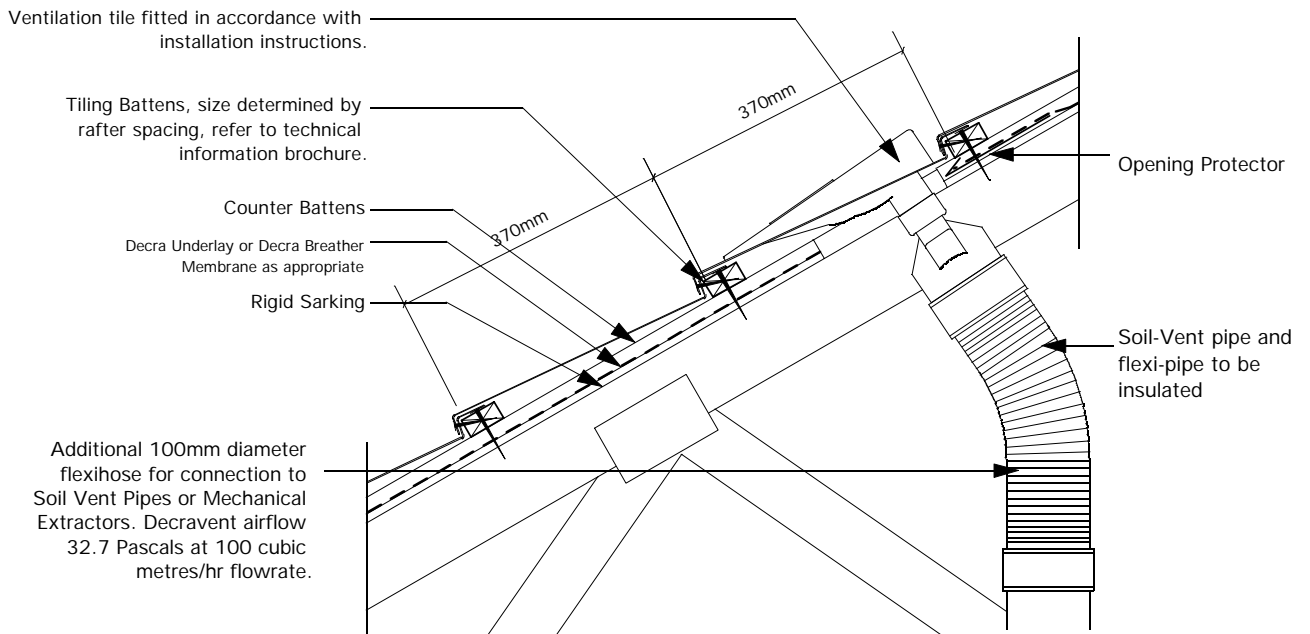 Ventilation tile fitted in accordance with
installation instructions.
370mm
Tiling Battens, size determined by
rafter spacing, refer to technical
information brochure.
Opening Protector
Counter Battens
370mm
Decra Underlay or Decra Breather
Membrane as appropriate
Rigid Sarking
Soil-Vent pipe and
flexi-pipe to be
insulated
Additional 100mm diameter
flexihose for connection to
Soil Vent Pipes or Mechanical
Extractors. Decravent airflow
32.7 Pascals at 100 cubic
metres/hr flowrate.